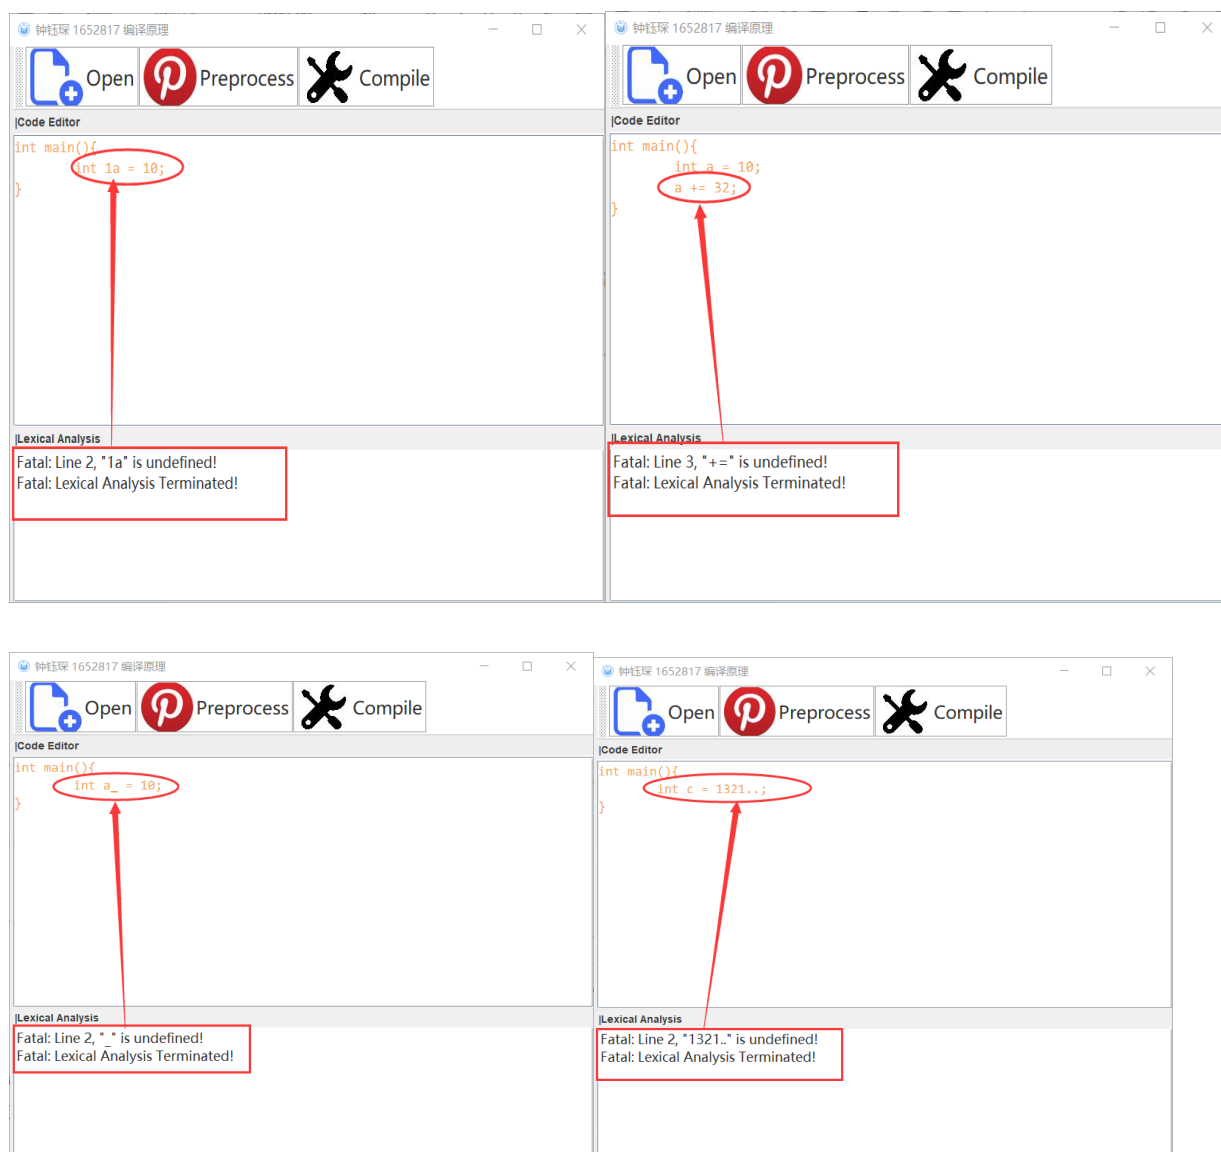 钟钰琛 1652817 编译原理
Open Preprocess Compile
|Code Editor
int main(){
int 1a = 10;
}
|Lexical Analysis
Fatal: Line 2, "1a" is undefined!
Fatal: Lexical Analysis Terminated!
钟钰琛 1652817 编译原理
Open Preprocess Compile
|Code Editor
int main(){
int a = 10;
a += 32;
}
|Lexical Analysis
Fatal: Line 3, "+=" is undefined!
Fatal: Lexical Analysis Terminated!
钟钰琛 1652817 编译原理
Open Preprocess Compile
|Code Editor
int main(){
int a_ = 10;
}
|Lexical Analysis
Fatal: Line 2, "_" is undefined!
Fatal: Lexical Analysis Terminated!
钟钰琛 1652817 编译原理
Open Preprocess Compile
|Code Editor
int main(){
int c = 1321..;
}
|Lexical Analysis
Fatal: Line 2, "1321.." is undefined!
Fatal: Lexical Analysis Terminated!